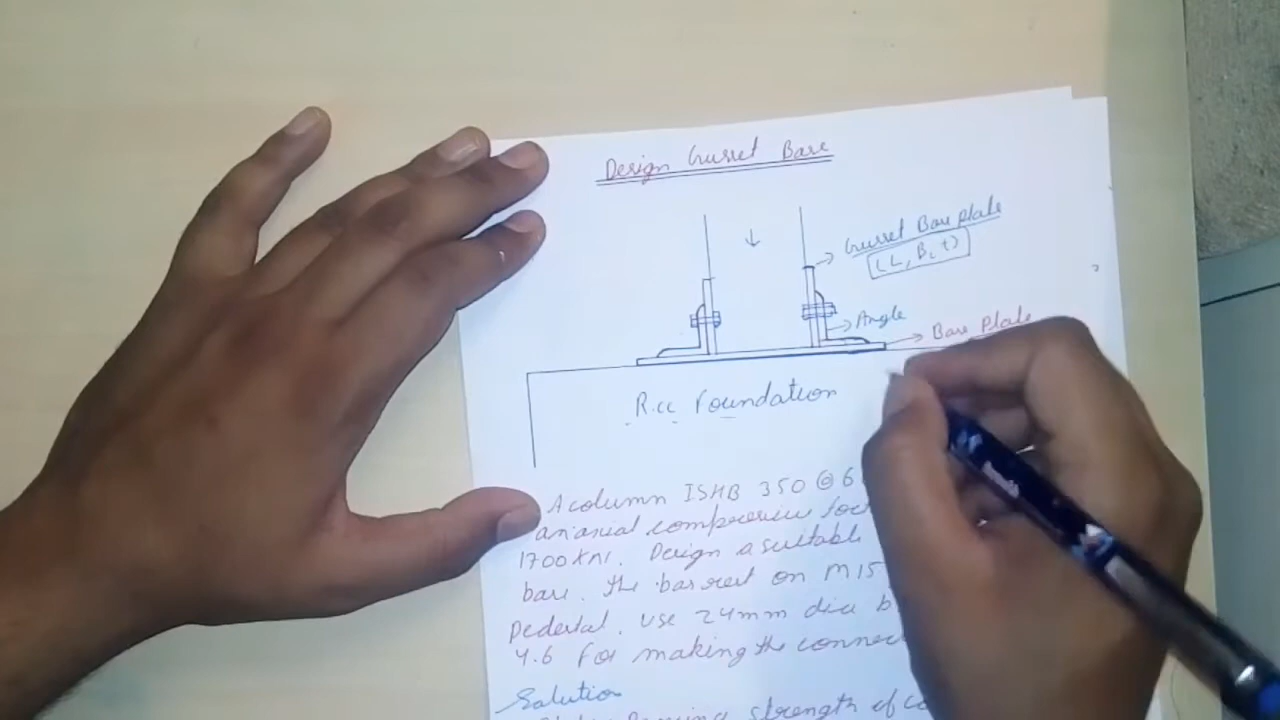 Design Gusset Base
Gusset Base plate
(L, B, t)
Angle
Base Plate
R.cc Foundation
A column ISHB 350 @ 6
an axial compressive
1700 KN. Design a suitable
base. The bas rest on M15
Pedestal. use 24mm dia b
4.6 For making the connec
Solution
strength of